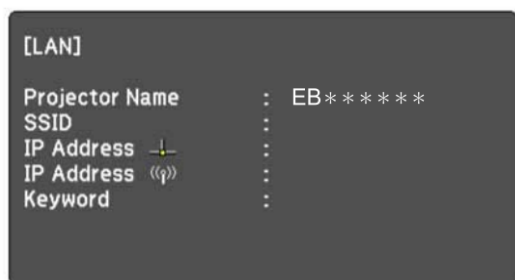 [LAN]
Projector Name : EB******
SSID :
IP Address :
IP Address :
Keyword :